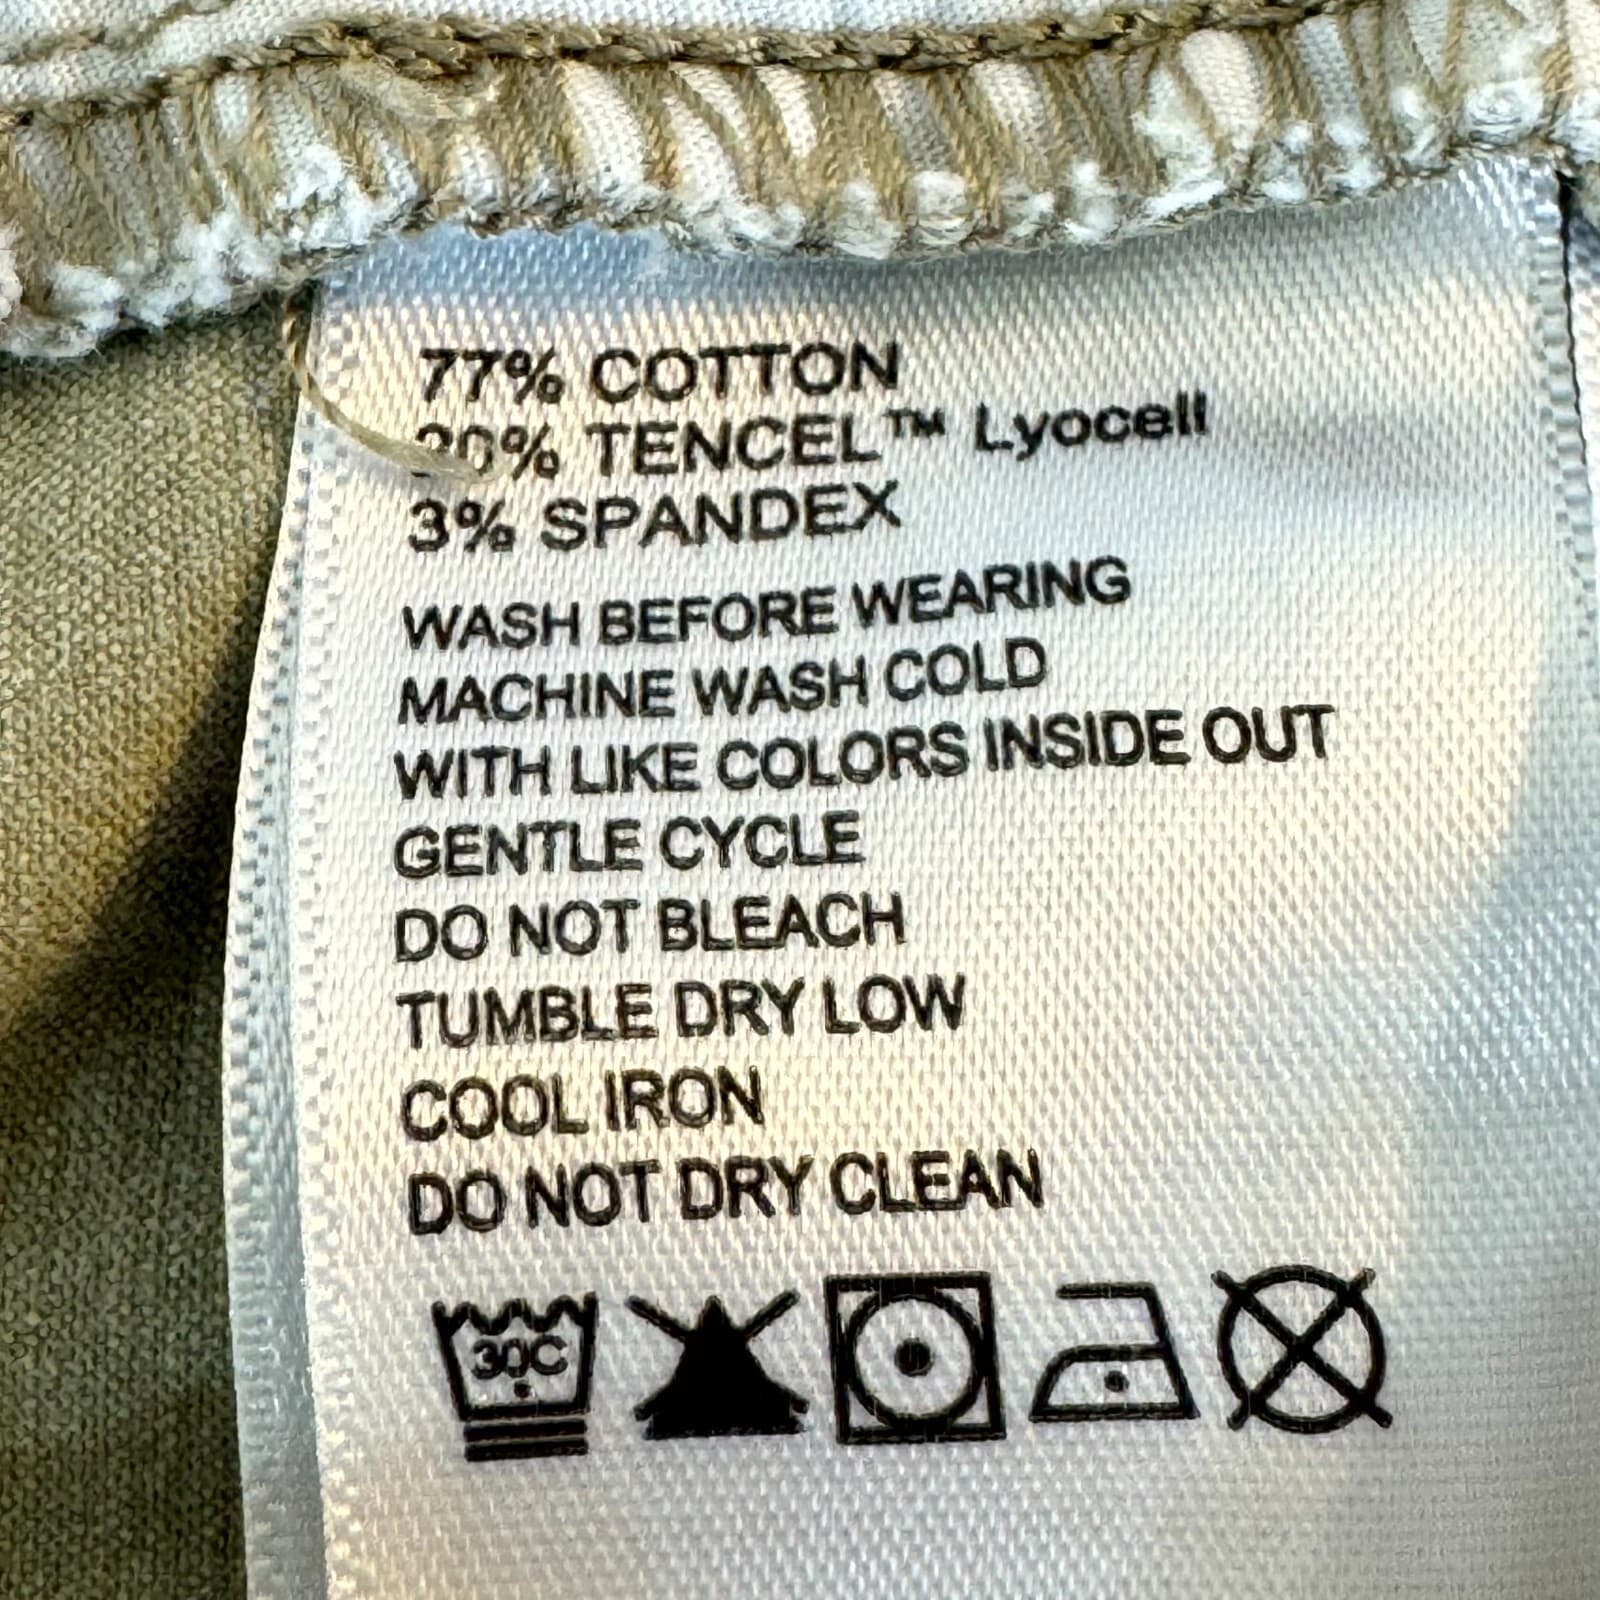 77% COTTON
20% TENCEL™ Lyocell
3% SPANDEX
WASH BEFORE WEARING
MACHINE WASH COLD
WITH LIKE COLORS INSIDE OUT
GENTLE CYCLE
DO NOT BLEACH
TUMBLE DRY LOW
COOL IRON
DO NOT DRY CLEAN
30C